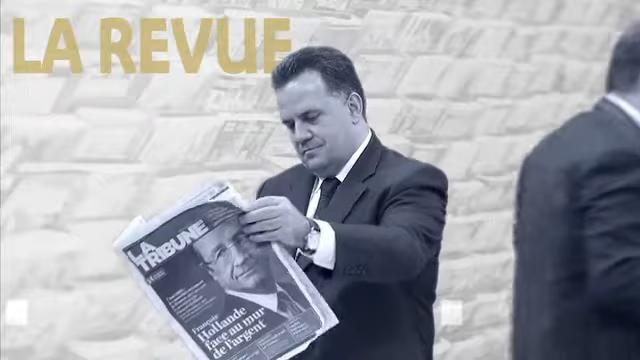 LA REVUE
LA
TRIBUNE
François
Hollande
face au mur
de l'argent